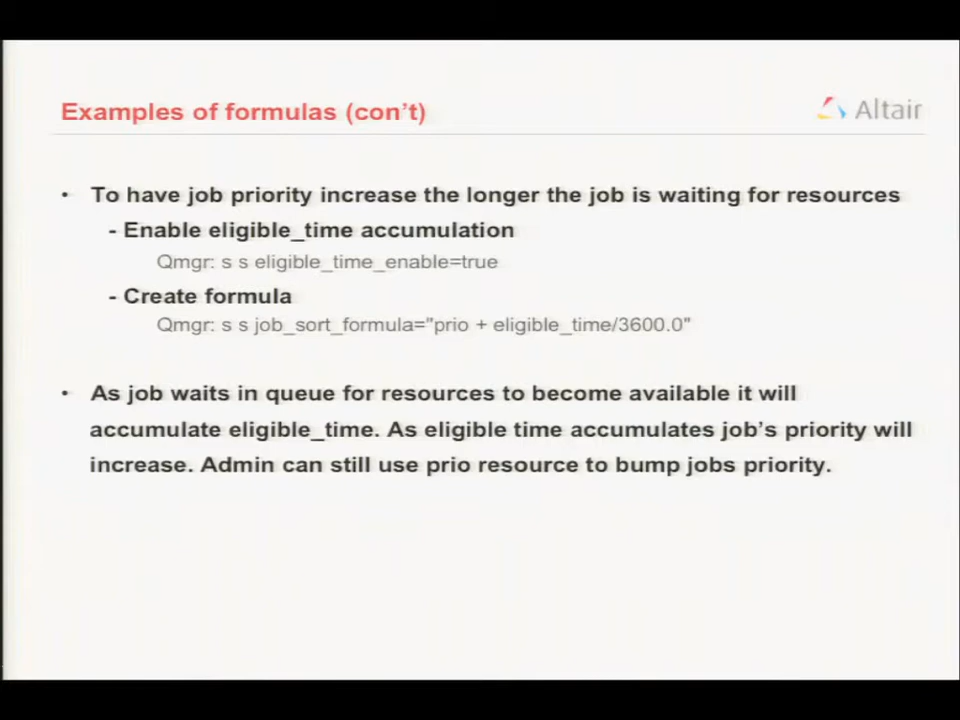 Examples of formulas (con't)
Altair
• To have job priority increase the longer the job is waiting for resources
- Enable eligible_time accumulation
Qmgr: s s eligible_time_enable=true
- Create formula
Qmgr: s s job_sort_formula="prio + eligible_time/3600.0"
• As job waits in queue for resources to become available it will
accumulate eligible_time. As eligible time accumulates job's priority will
increase. Admin can still use prio resource to bump jobs priority.